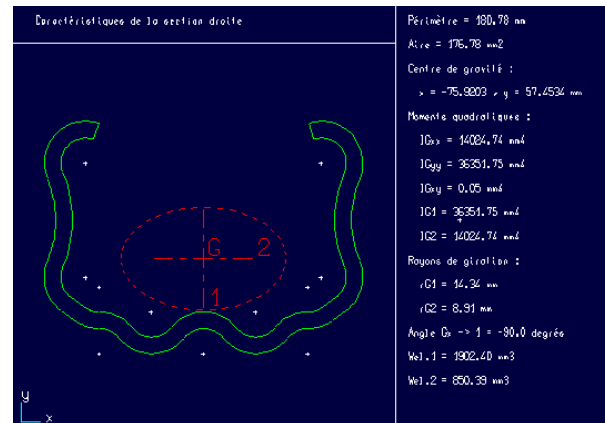 Caractéristiques de la section droite
Périmètre = 180.78 mm
Aire = 176.78 mm2
Centre de gravité :
x = -75.9203 , y = 57.4534 mm
Moments quadratiques :
IGxx = 14024.74 mm4
IGyy = 36351.75 mm4
IGxy = 0.05 mm4
IG1 = 36351.75 mm4
IG2 = 14024.74 mm4
Rayons de giration :
rG1 = 14.34 mm
rG2 = 8.91 mm
Angle Gx -> 1 = -90.0 degrés
Wel.1 = 1902.40 mm3
Wel.2 = 850.39 mm3
G
2
1
y
x